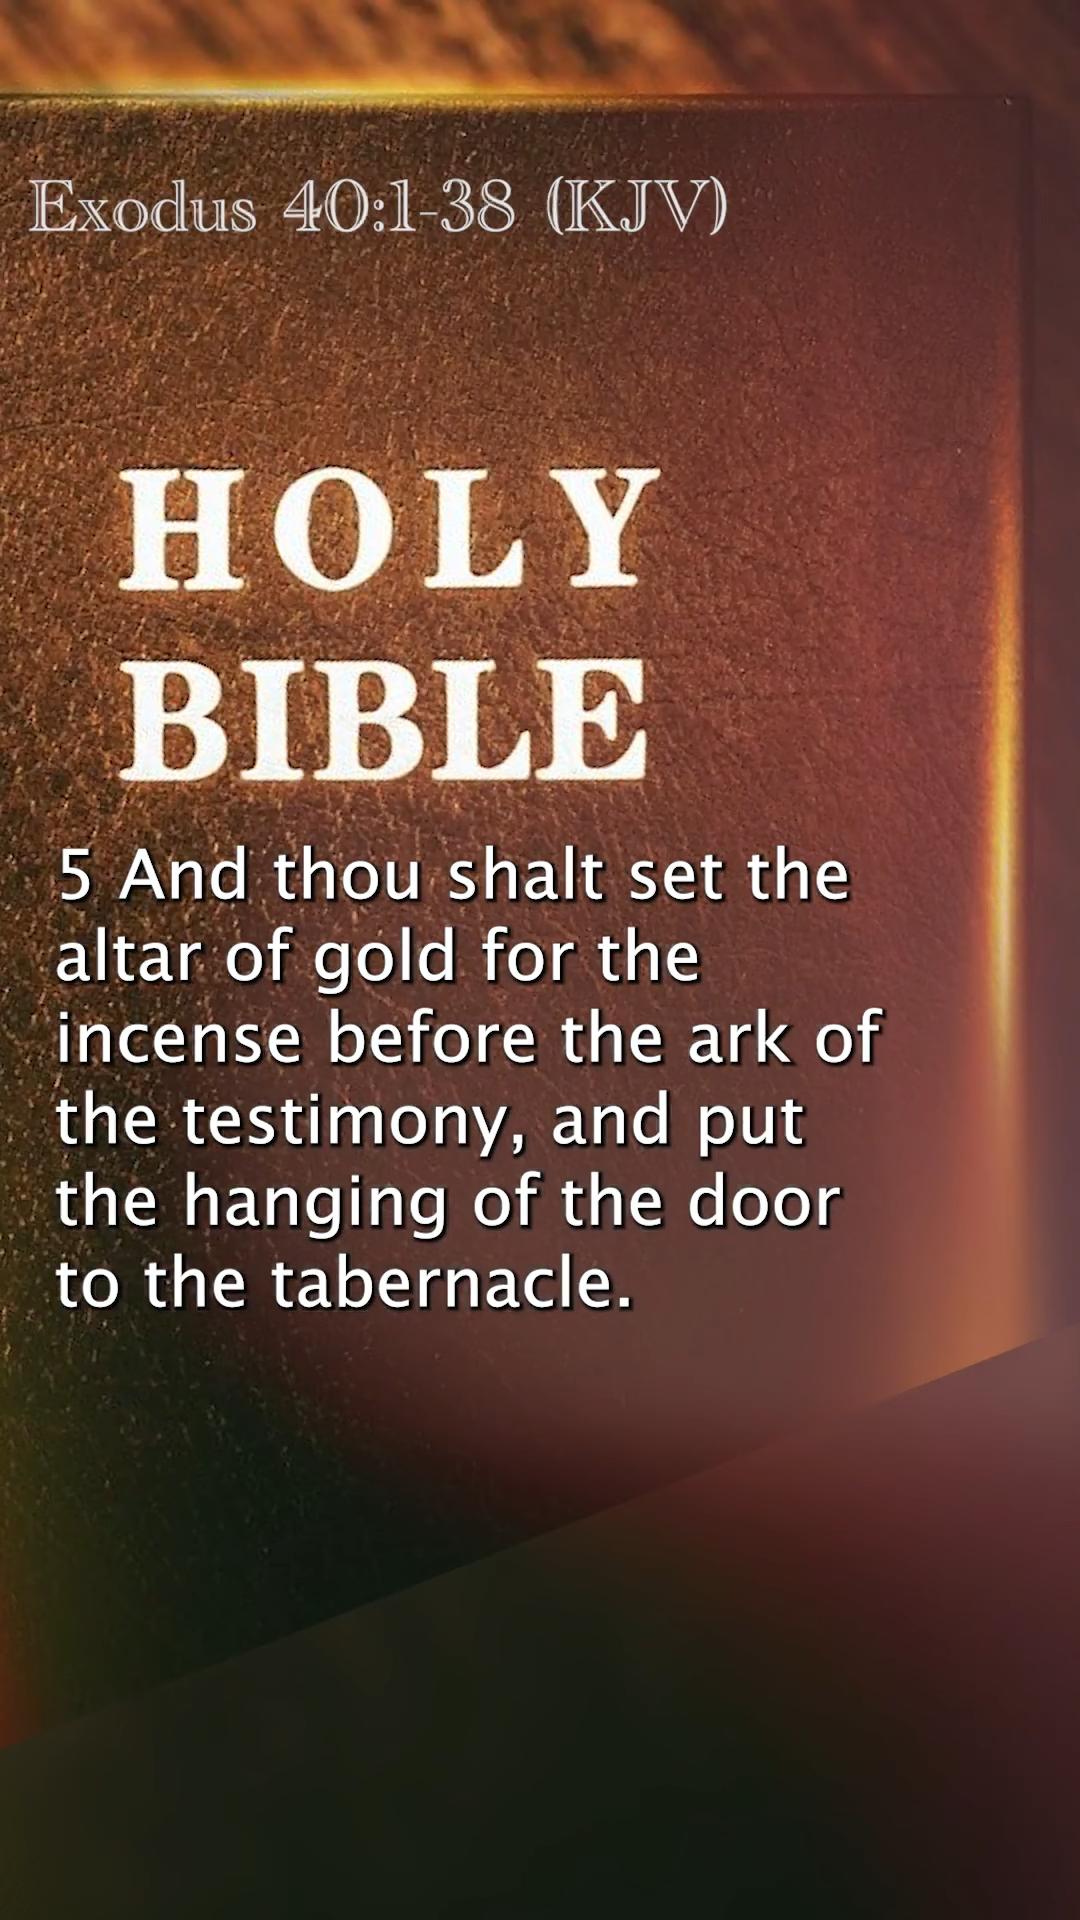 Exodus 40:1-38 (KJV)
HOLY
BIBLE
5 And thou shalt set the
altar of gold for the
incense before the ark of
the testimony, and put
the hanging of the door
to the tabernacle.